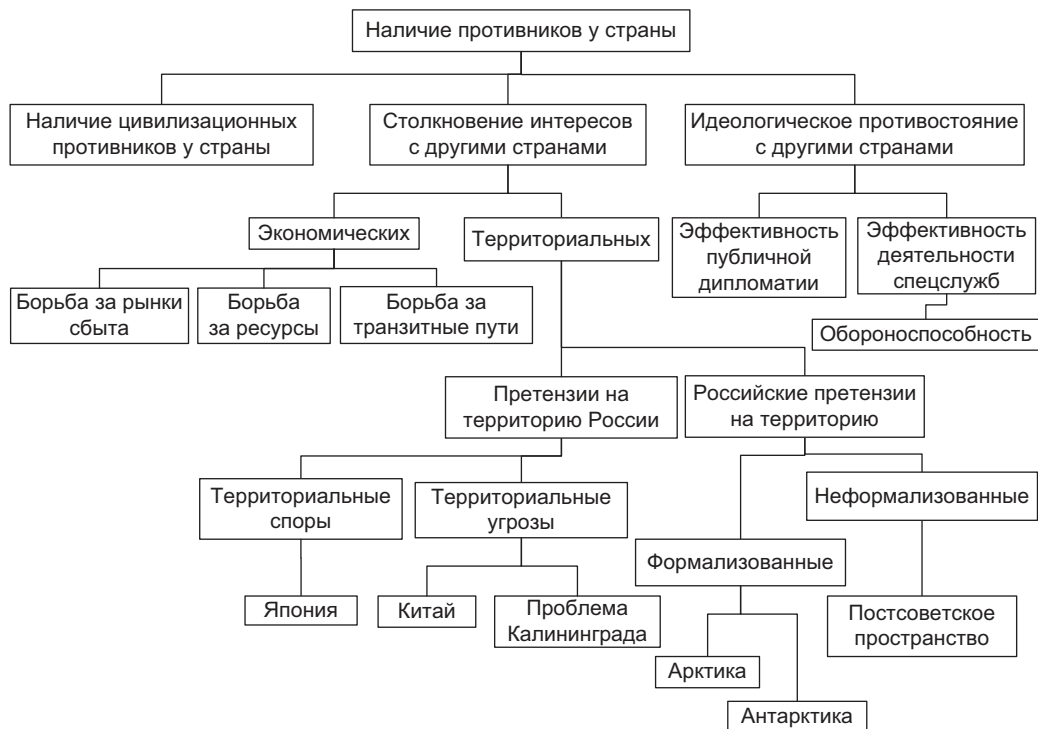 Наличие противников у страны
Наличие цивилизационных
противников у страны
Столкновение интересов
с другими странами
Идеологическое противостояние
с другими странами
Экономических
Территориальных
Эффективность
публичной
дипломатии
Эффективность
деятельности
спецслужб
Борьба за рынки
сбыта
Борьба
за ресурсы
Борьба за
транзитные пути
Обороноспособность
Претензии на
территорию России
Российские претензии
на территорию
Территориальные
споры
Территориальные
угрозы
Неформализованные
Формализованные
Япония
Китай
Проблема
Калининграда
Постсоветское
пространство
Арктика
Антарктика